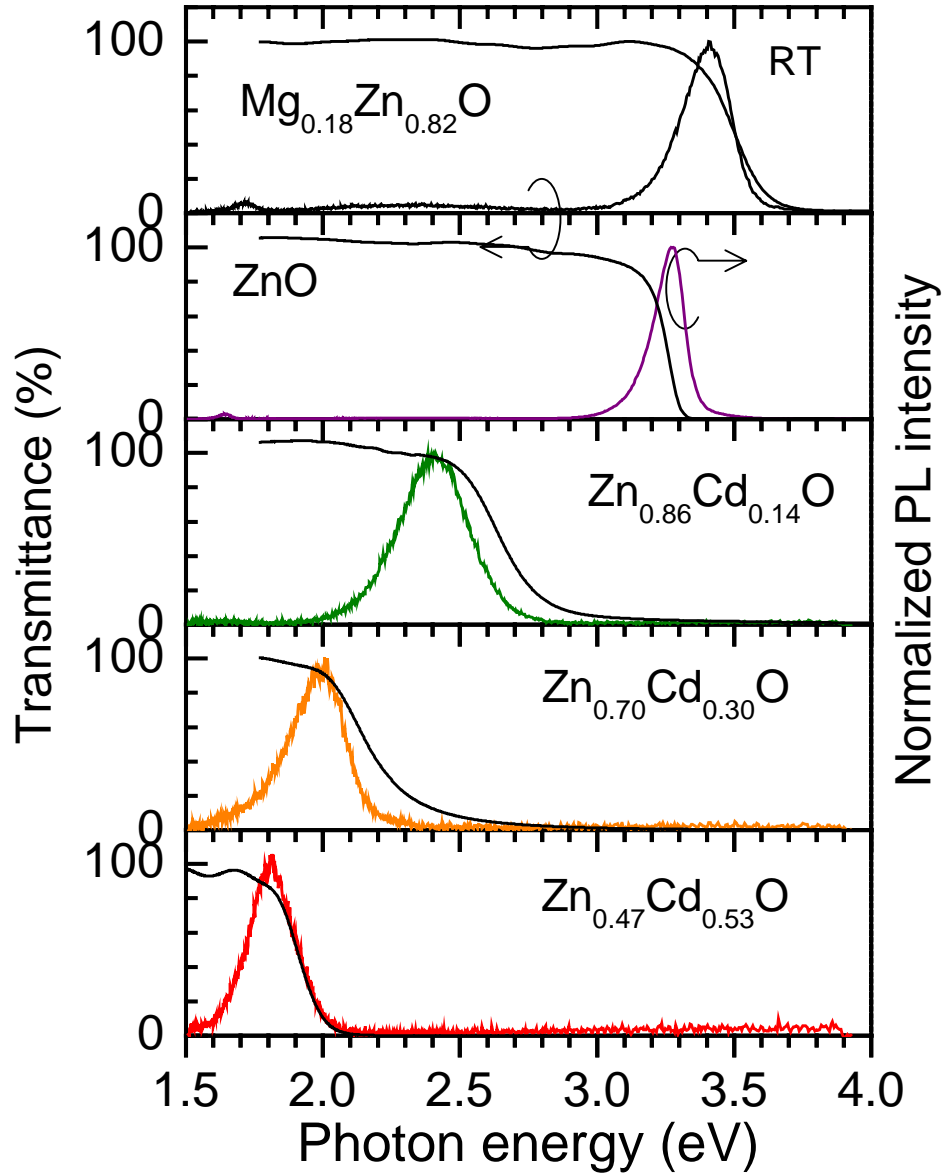 100
RT
Mg0.18Zn0.82O
0
100
ZnO
0
100
Zn0.86Cd0.14O
0
100
Zn0.70Cd0.30O
0
100
Zn0.47Cd0.53O
0
1.5 2.0 2.5 3.0 3.5 4.0
Photon energy (eV)
Transmittance (%)
Normalized PL intensity